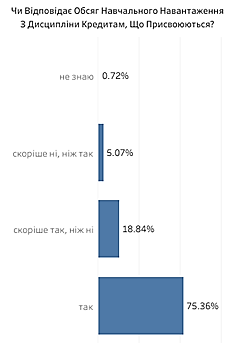 Чи Відповідає Обсяг Навчального Навантаження
З Дисципліни Кредитам, Що Присвоюються?
не знаю 0.72%
скоріше ні, ніж так 5.07%
скоріше так, ніж ні 18.84%
так 75.36%